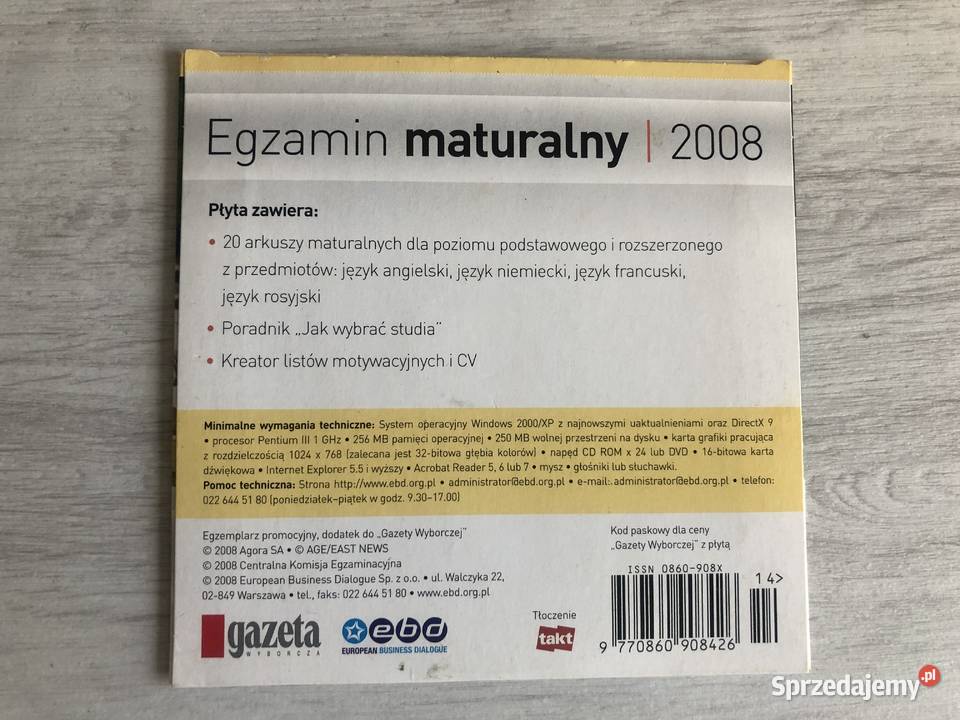 Egzamin maturalny | 2008
Płyta zawiera:
• 20 arkuszy maturalnych dla poziomu podstawowego i rozszerzonego
z przedmiotów: język angielski, język niemiecki, język francuski,
język rosyjski
• Poradnik „Jak wybrać studia”
• Kreator listów motywacyjnych i CV
Minimalne wymagania techniczne: System operacyjny Windows 2000/XP z najnowszymi uaktualnieniami oraz DirectX 9
• procesor Pentium III 1 GHz • 256 MB pamięci operacyjnej • 250 MB wolnej przestrzeni na dysku • karta grafiki pracująca
z rozdzielczością 1024 x 768 (zalecana jest 32-bitowa głębia kolorów) • napęd CD ROM x 24 lub DVD • 16-bitowa karta
dźwiękowa • Internet Explorer 5.5 i wyższy • Acrobat Reader 5, 6 lub 7 • mysz • głośniki lub słuchawki.
Pomoc techniczna: Strona http://www.ebd.org.pl • administrator@ebd.org.pl • e-mail:.administrator@ebd.org.pl • telefon:
022 644 51 80 (poniedziałek–piątek w godz. 9.30–17.00)
Egzemplarz promocyjny, dodatek do „Gazety Wyborczej”
© 2008 Agora SA • © AGE/EAST NEWS
© 2008 Centralna Komisja Egzaminacyjna
© 2008 European Business Dialogue Sp. z o.o. • ul. Walczyka 22,
02-849 Warszawa • tel., faks: 022 644 51 80 • www.ebd.org.pl
Kod paskowy dla ceny
„Gazety Wyborczej” z płytą
ISSN 0860-908X
14>
9 770860 908426
Tłoczenie
takt
gazeta
WYBORCZA
ebd
EUROPEAN BUSINESS DIALOGUE
Sprzedajemy.pl